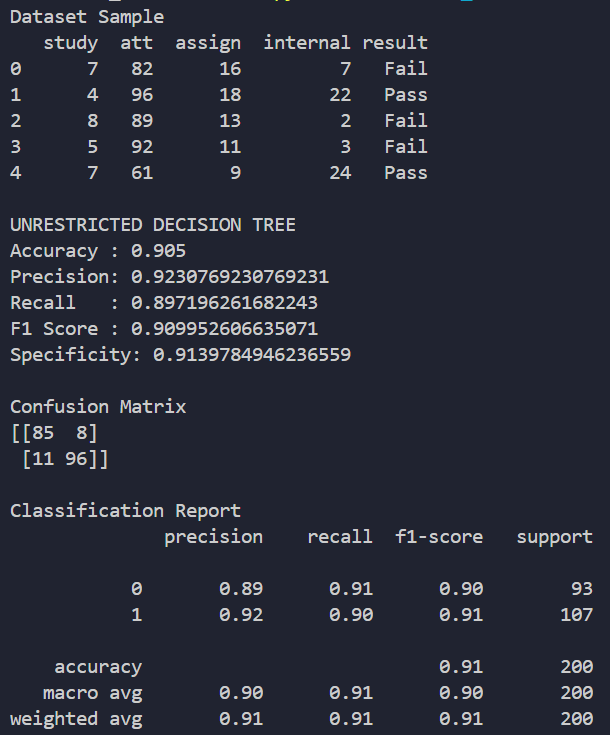 Dataset Sample
   study  att  assign  internal result
0      7   82      16         7   Fail
1      4   96      18        22   Pass
2      8   89      13         2   Fail
3      5   92      11         3   Fail
4      7   61       9        24   Pass

UNRESTRICTED DECISION TREE
Accuracy : 0.905
Precision: 0.9230769230769231
Recall   : 0.897196261682243
F1 Score : 0.909952606635071
Specificity: 0.9139784946236559

Confusion Matrix
[[85  8]
 [11 96]]

Classification Report
              precision    recall  f1-score   support

           0       0.89      0.91      0.90        93
           1       0.92      0.90      0.91       107

    accuracy                           0.91       200
   macro avg       0.90      0.91      0.90       200
weighted avg       0.91      0.91      0.91       200